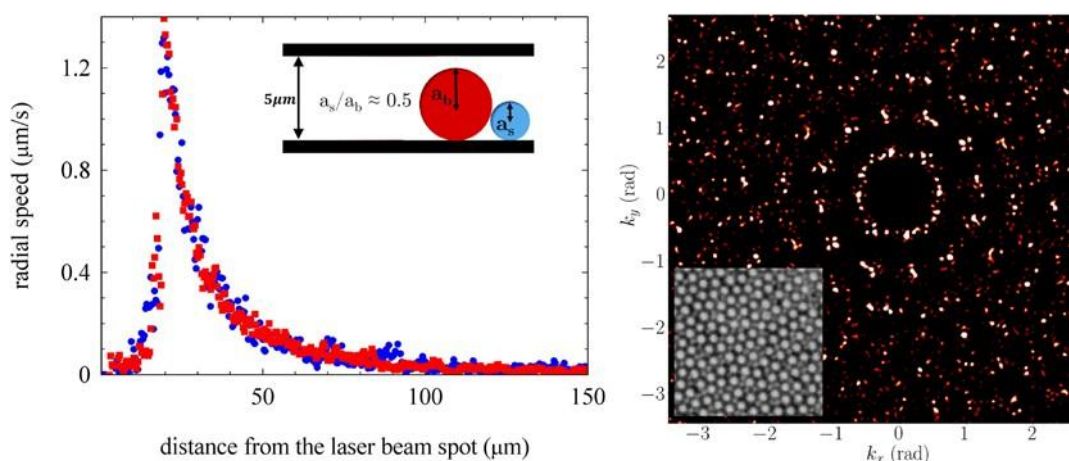 1.2
0.8
0.4
0
50
100
150
radial speed (μm/s)
distance from the laser beam spot (μm)
5μm
a_s/a_b ≈ 0.5
a_b
a_s
2
1
0
−1
−2
−3
k_y (rad)
−3
−2
−1
0
1
2
k_x (rad)